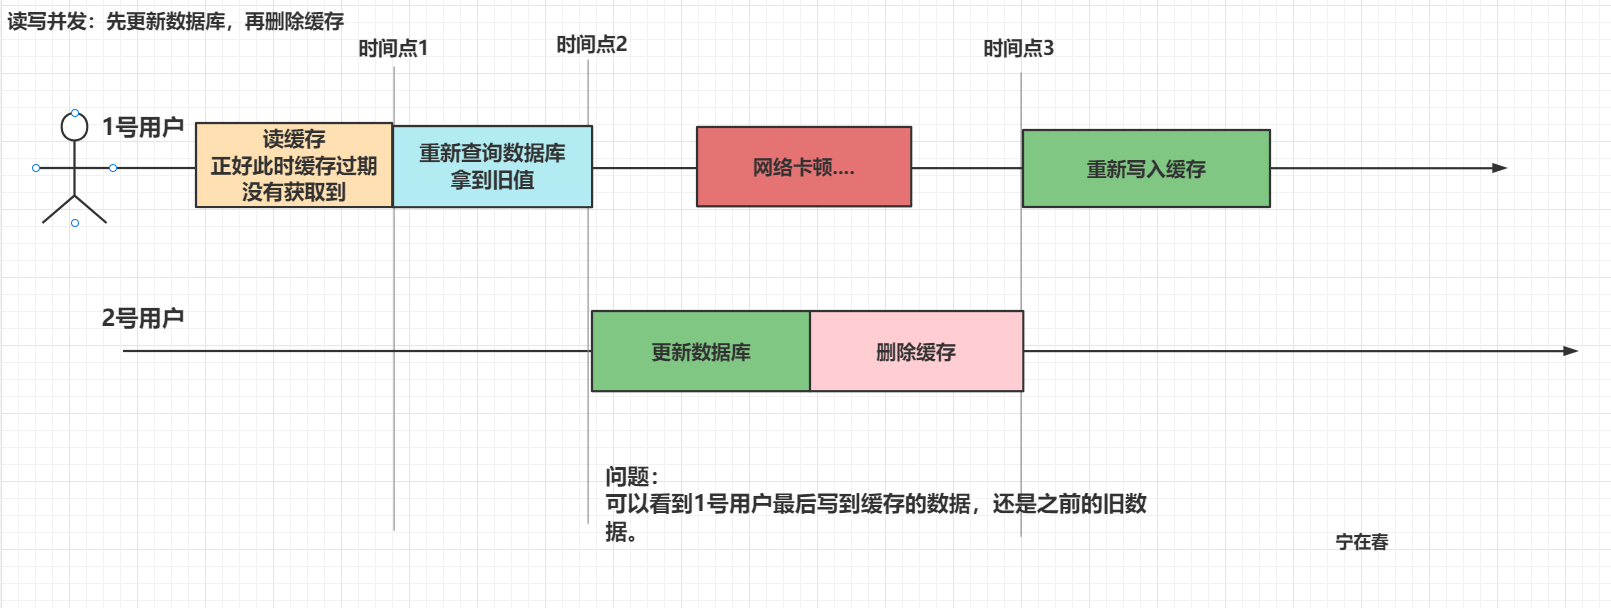 读写并发：先更新数据库，再删除缓存
时间点1
时间点2
时间点3
1号用户
读缓存
正好此时缓存过期
没有获取到
重新查询数据库
拿到旧值
网络卡顿....
重新写入缓存
2号用户
更新数据库
删除缓存
问题：
可以看到1号用户最后写到缓存的数据，还是之前的旧数
据。
宁在春